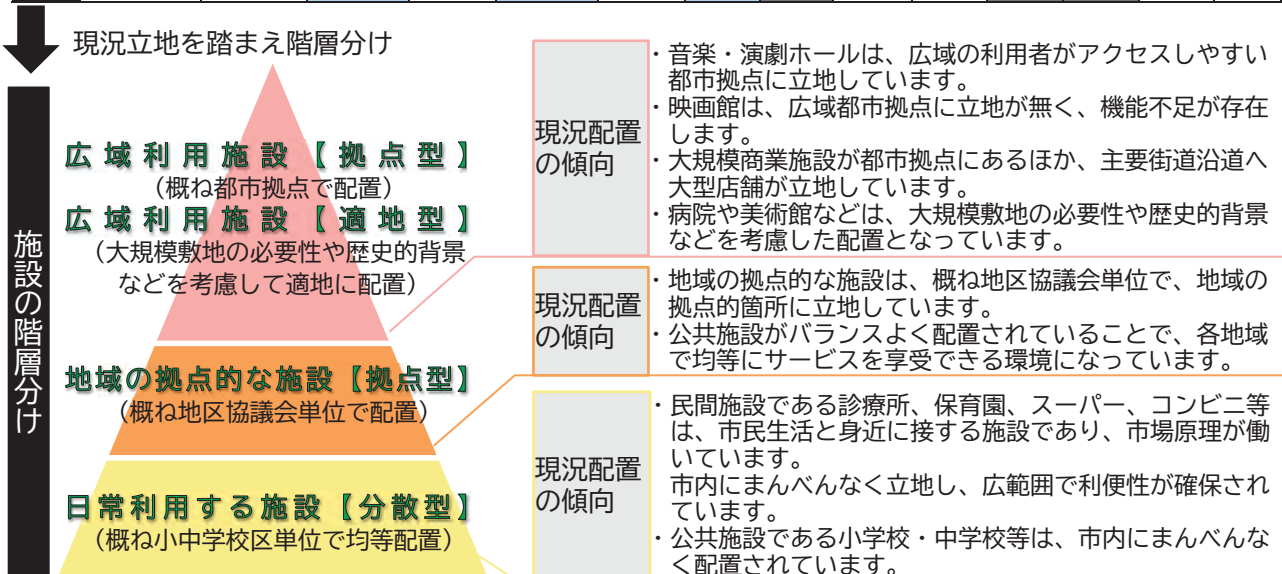 現況立地を踏まえ階層分け
施設の階層分け
広域利用施設【拠点型】
（概ね都市拠点で配置）
広域利用施設【適地型】
（大規模敷地の必要性や歴史的背景
などを考慮して適地に配置）
地域の拠点的な施設【拠点型】
（概ね地区協議会単位で配置）
日常利用する施設【分散型】
（概ね小中学校区単位で均等配置）
現況配置
の傾向
・音楽・演劇ホールは、広域の利用者がアクセスしやすい
都市拠点に立地しています。
・映画館は、広域都市拠点に立地が無く、機能不足が存在
します。
・大規模商業施設が都市拠点にあるほか、主要街道沿道へ
大型店舗が立地しています。
・病院や美術館などは、大規模敷地の必要性や歴史的背景
などを考慮した配置となっています。
現況配置
の傾向
・地域の拠点的な施設は、概ね地区協議会単位で、地域の
拠点的箇所に立地しています。
・公共施設がバランスよく配置されていることで、各地域
で均等にサービスを享受できる環境になっています。
現況配置
の傾向
・民間施設である診療所、保育園、スーパー、コンビニ等
は、市民生活と身近に接する施設であり、市場原理が働
いています。
市内にまんべんなく立地し、広範囲で利便性が確保され
ています。
・公共施設である小学校・中学校等は、市内にまんべんな
く配置されています。